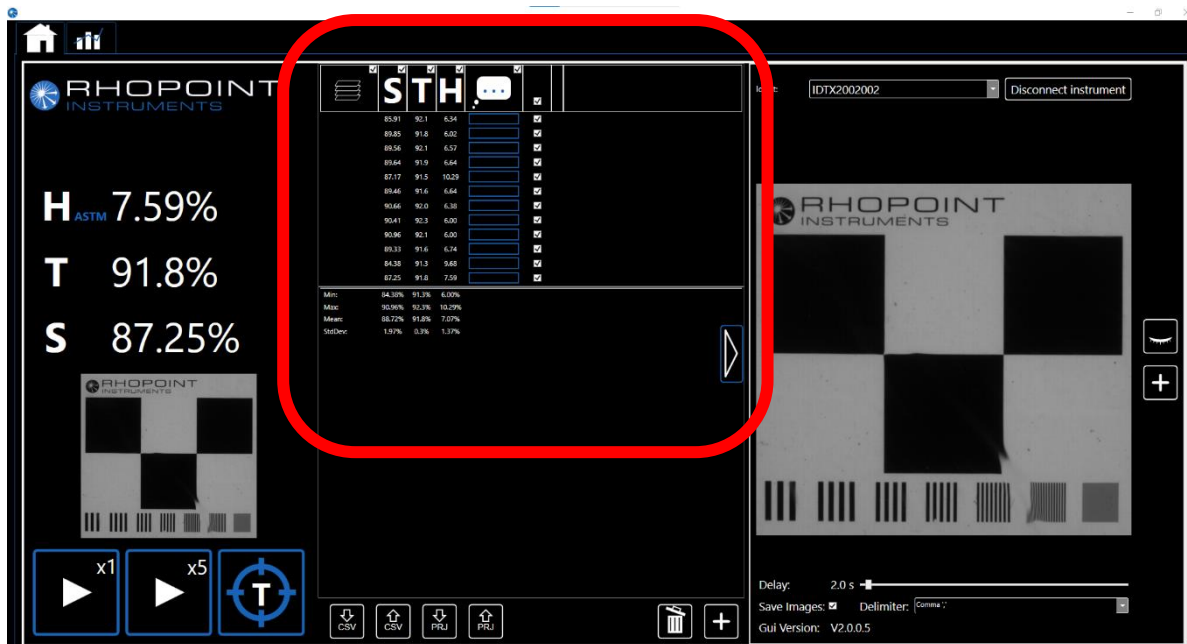 RHOPOINT
INSTRUMENTS
H ASTM 7.59%
T 91.8%
S 87.25%
RHOPOINT
INSTRUMENTS
x1
x5
T
S T H
85.91 92.1 6.34
89.85 91.8 6.02
89.56 92.1 6.57
89.64 91.9 6.64
87.17 91.5 10.29
89.46 91.6 6.64
90.66 92.0 6.38
90.41 92.3 6.00
90.96 92.1 6.00
89.33 91.6 6.74
84.38 91.3 9.68
87.25 91.8 7.59
Min: 84.38% 91.3% 6.00%
Max: 90.96% 92.3% 10.29%
Mean: 88.72% 91.8% 7.07%
StdDev: 1.97% 0.3% 1.37%
CSV
CSV
PRJ
PRJ
IDTX2002002
Disconnect instrument
RHOPOINT
INSTRUMENTS
Delay: 2.0 s
Save Images: Delimiter: Comma ','
Gui Version: V2.0.0.5